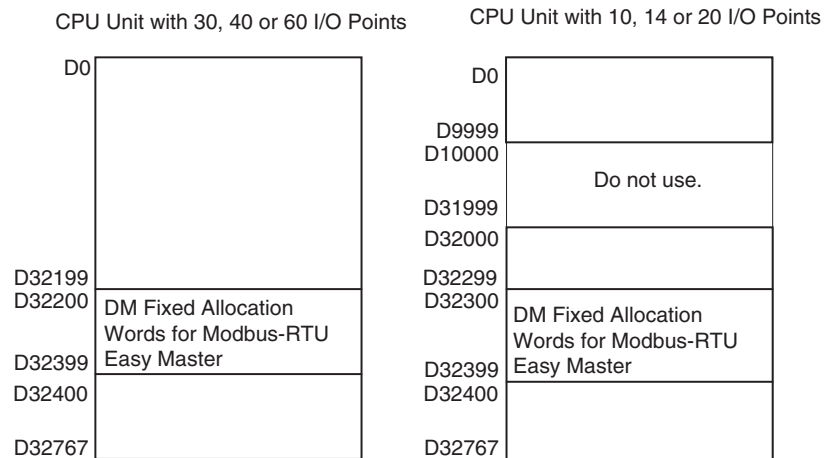 CPU Unit with 30, 40 or 60 I/O Points
D0
D32199
D32200
DM Fixed Allocation
Words for Modbus-RTU
Easy Master
D32399
D32400
D32767
CPU Unit with 10, 14 or 20 I/O Points
D0
D9999
D10000
Do not use.
D31999
D32000
D32299
D32300
DM Fixed Allocation
Words for Modbus-RTU
Easy Master
D32399
D32400
D32767